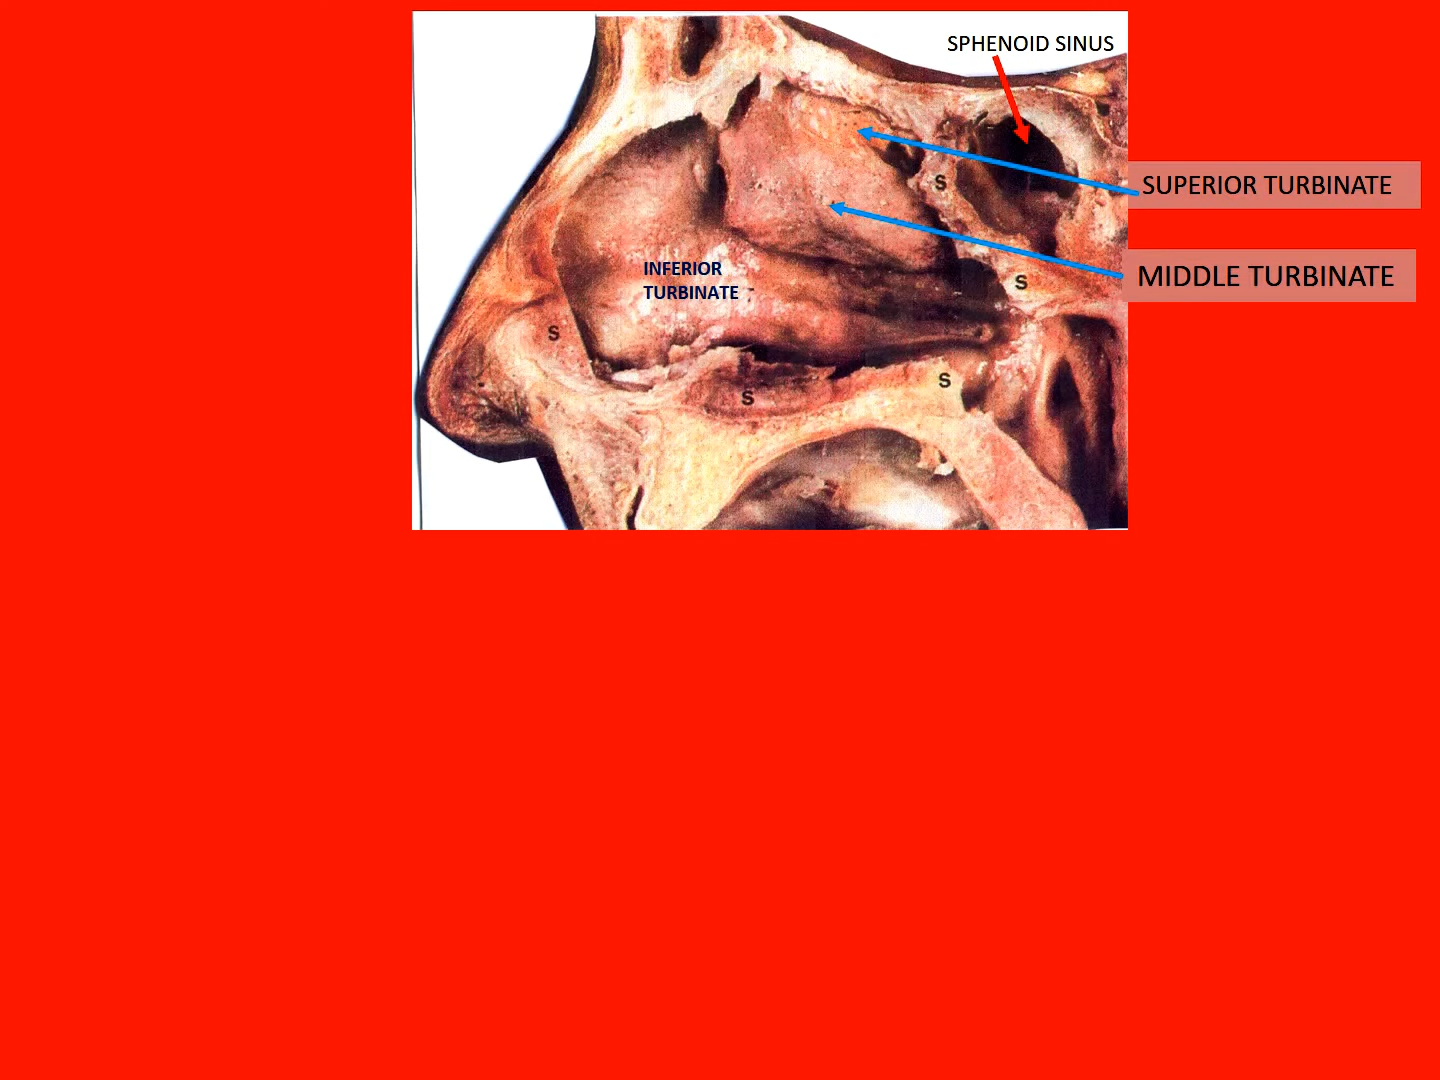 SPHENOID SINUS
SUPERIOR TURBINATE
S
MIDDLE TURBINATE
INFERIOR
TURBINATE
S
S
S
S